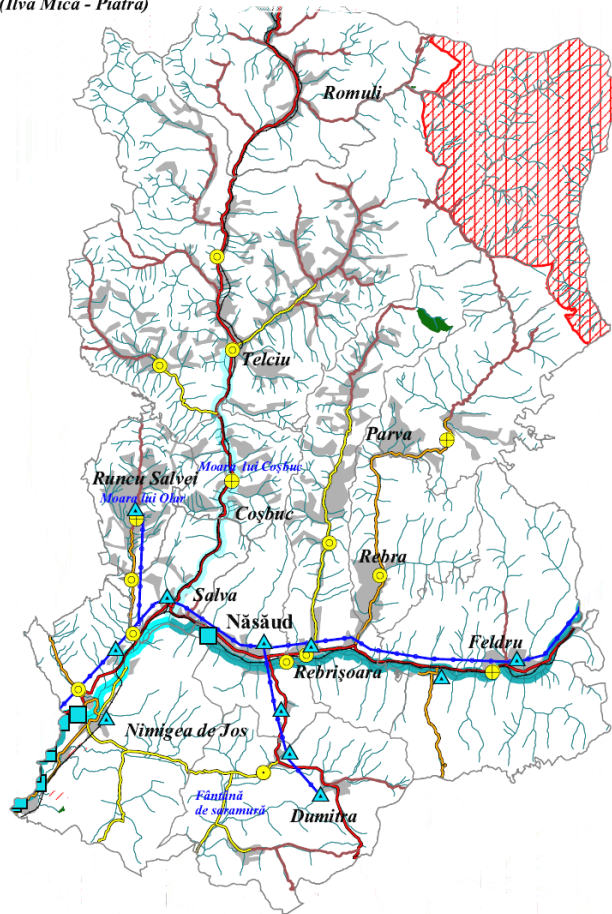 (Ilva Mică - Piatra)
Romuli
Telciu
Parva
Moara lui Coşbuc
Runcu Salvei
Moara lui Olar
Coşbuc
Rebra
Salva
Năsăud
Feldru
Rebrişoara
Nimigea de Jos
Fântână
de saramură
Dumitra